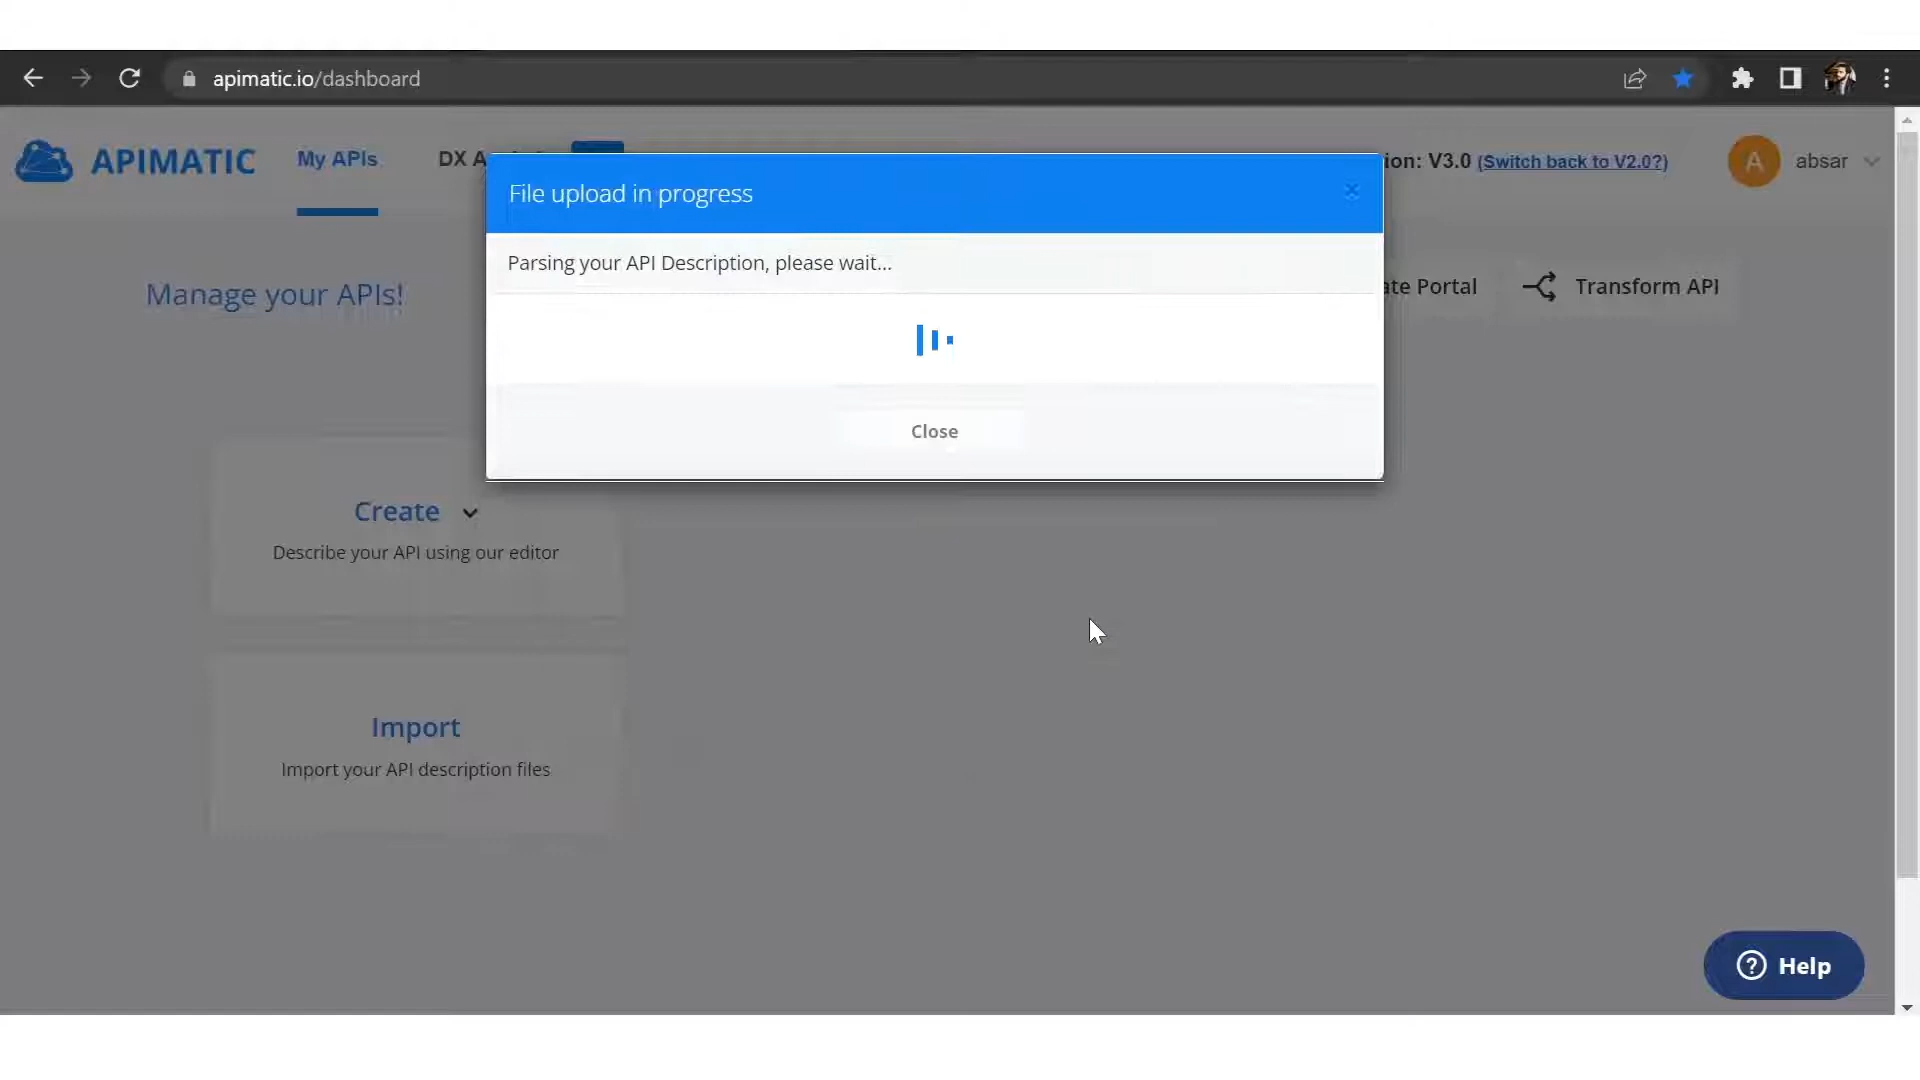 apimatic.io/dashboard
APIMATIC
My APIs
DX A
ion: V3.0 (Switch back to V2.0?)
A
absar
File upload in progress
Parsing your API Description, please wait...
Close
Manage your APIs!
ate Portal
Transform API
Create
Describe your API using our editor
Import
Import your API description files
? Help